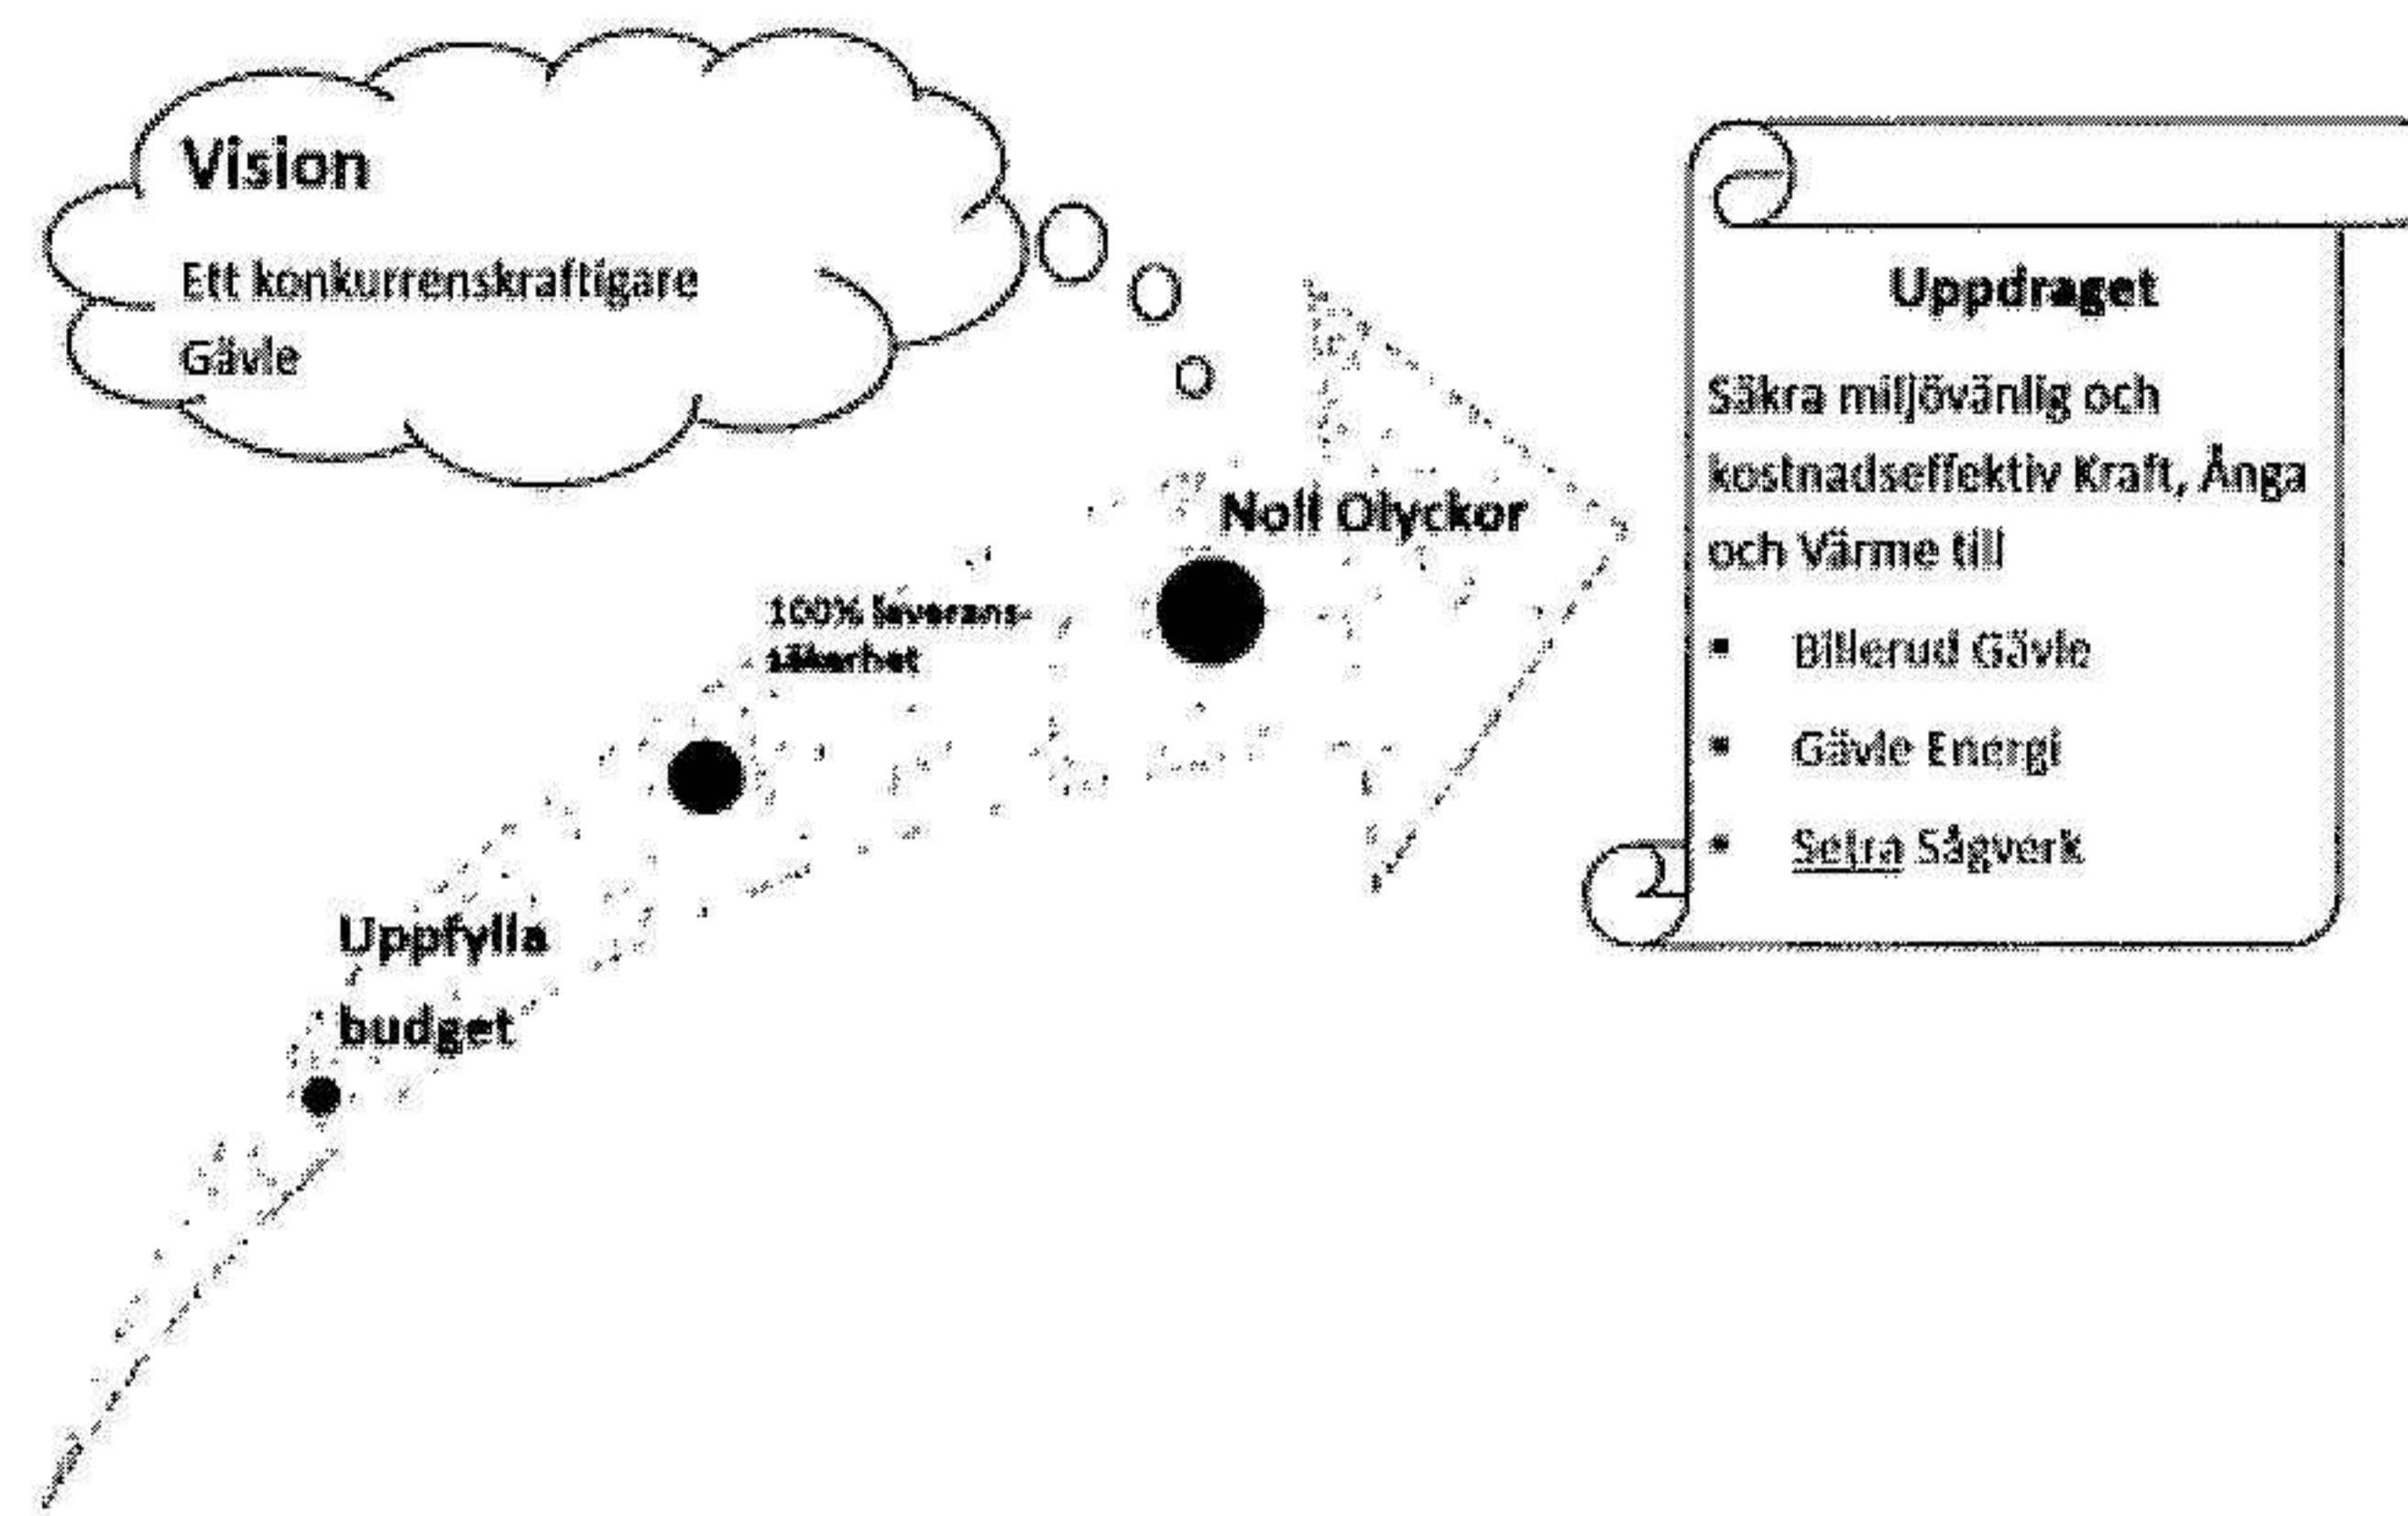 Vision
Ett konkurrenskraftigare
Gävle
Noll Olyckor
100% leverans-
säkerhet
Uppfylla
budget
Uppdraget
Säkra miljövänlig och
kostnadseffektiv Kraft, Ånga
och Värme till
▪ Billerud Gävle
▪ Gävle Energi
▪ Setra Sågverk